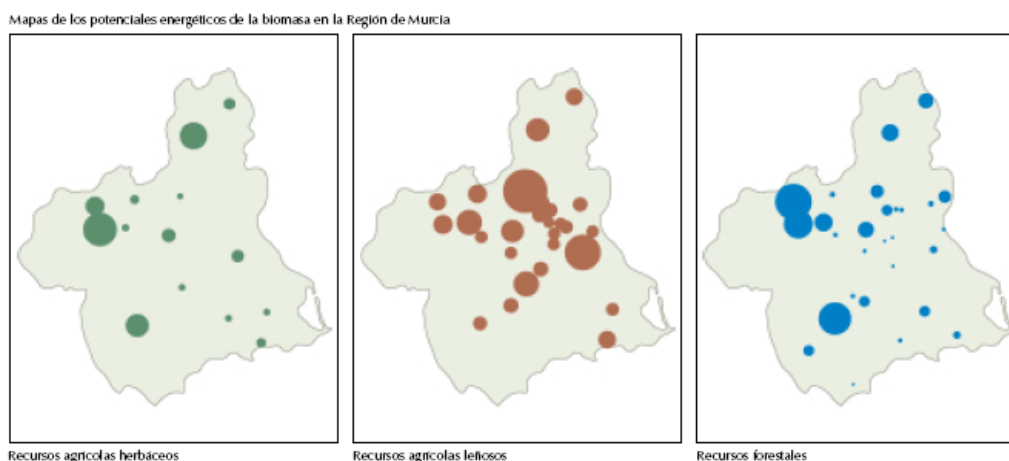 Mapas de los potenciales energéticos de la biomasa en la Región de Murcia
Recursos agrícolas herbáceos
Recursos agrícolas leñosos
Recursos forestales